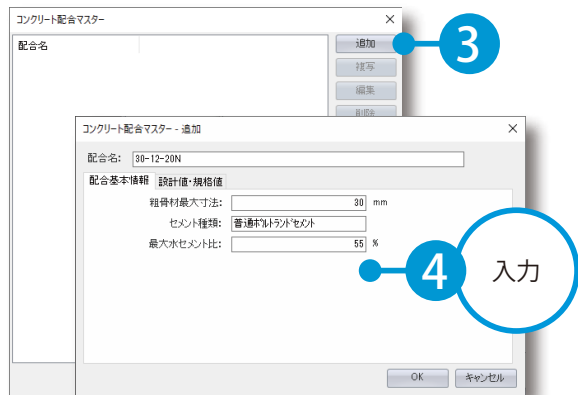 コンクリート配合マスター
配合名
追加
複写
編集
削除
3
コンクリート配合マスター - 追加
配合名: 30-12-20N
配合基本情報 設計値・規格値
粗骨材最大寸法: 30 mm
セメント種類: 普通ポルトランドセメント
最大水セメント比: 55 %
4
入力
OK キャンセル